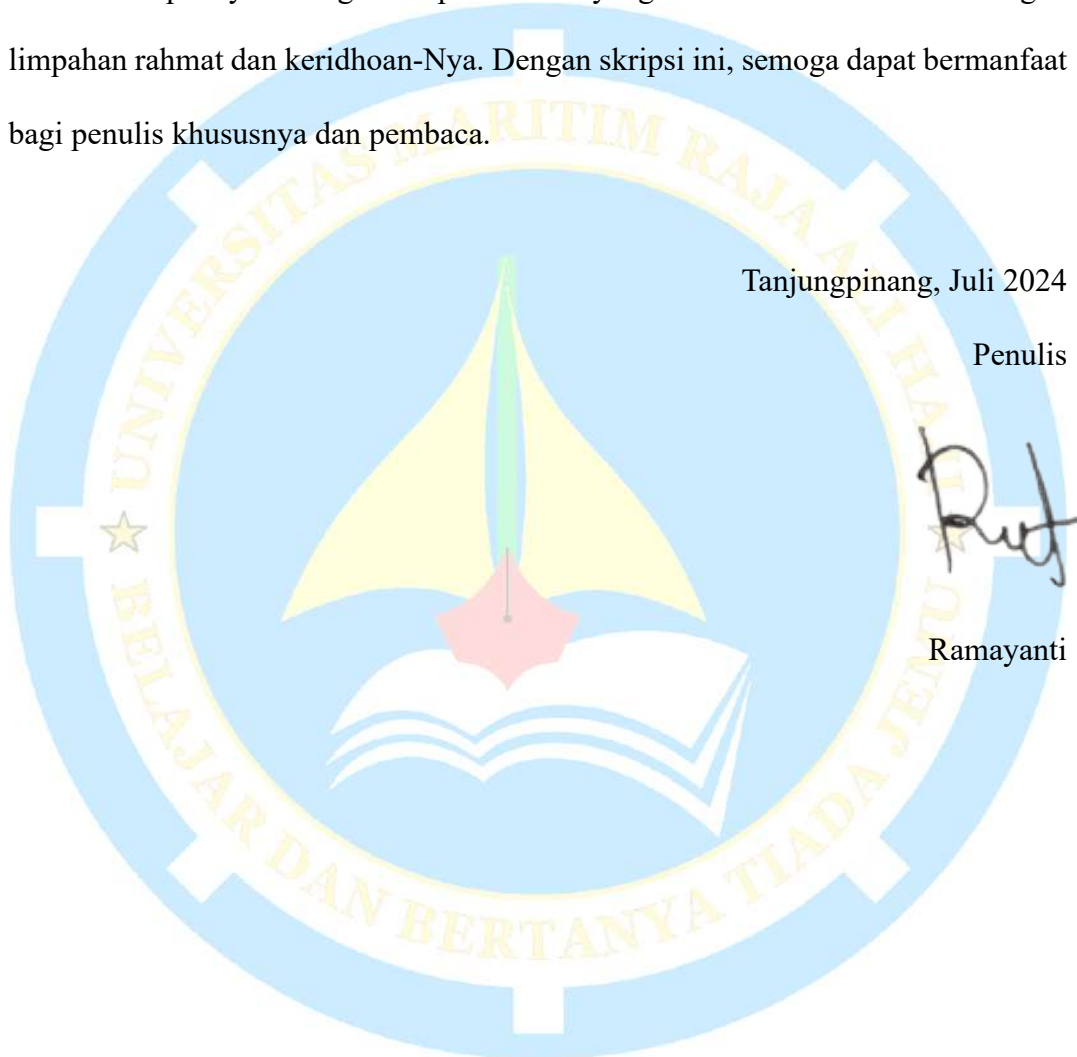 limpahan rahmat dan keridhoan-Nya. Dengan skripsi ini, semoga dapat bermanfaat
bagi penulis khususnya dan pembaca.
UNIVERSITAS MARITIM RAJA ALI HAJI
Tanjungpinang, Juli 2024
Penulis
Ramayanti
BELAJAR DAN BERTANYA TIADA JEMU